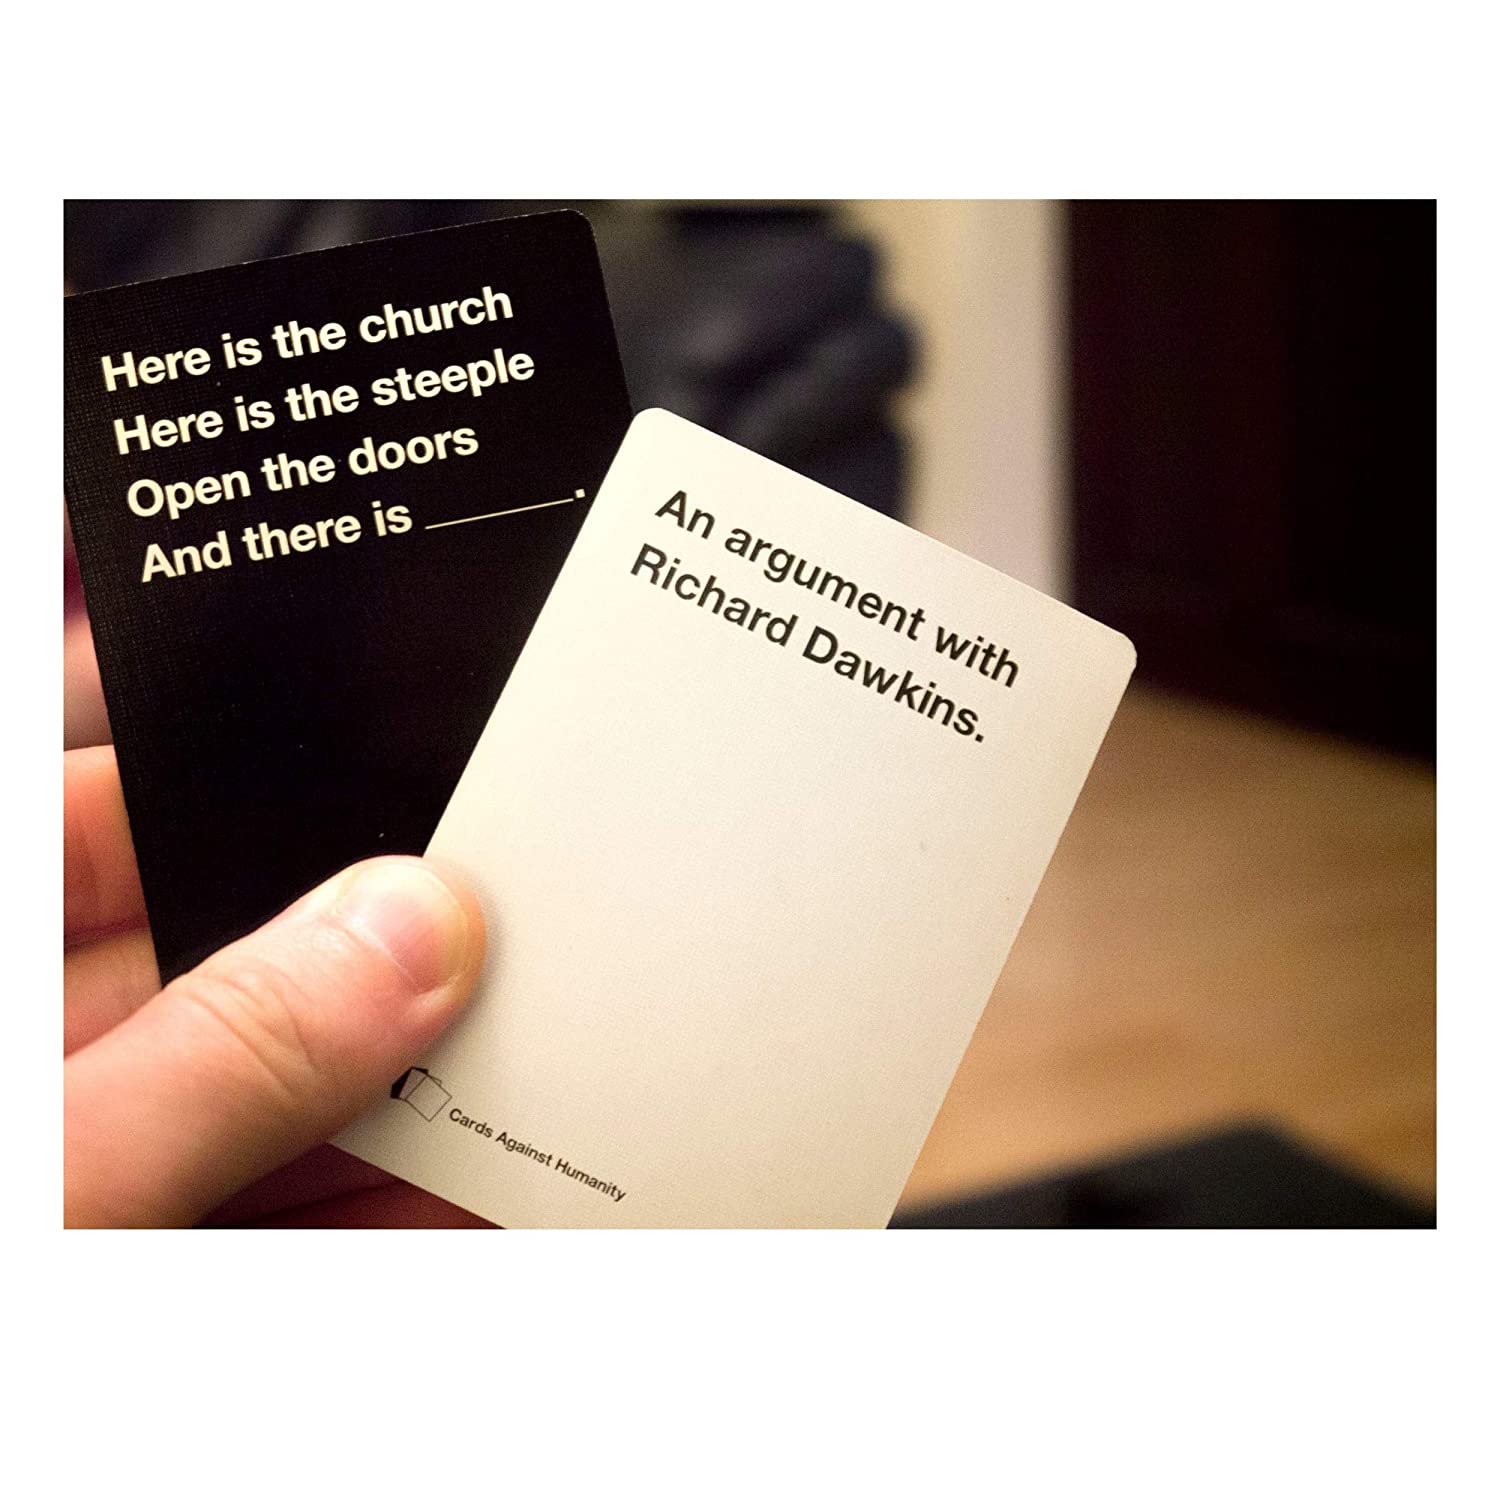 Here is the church
Here is the steeple
Open the doors
And there is ______.
An argument with
Richard Dawkins.
Cards Against Humanity